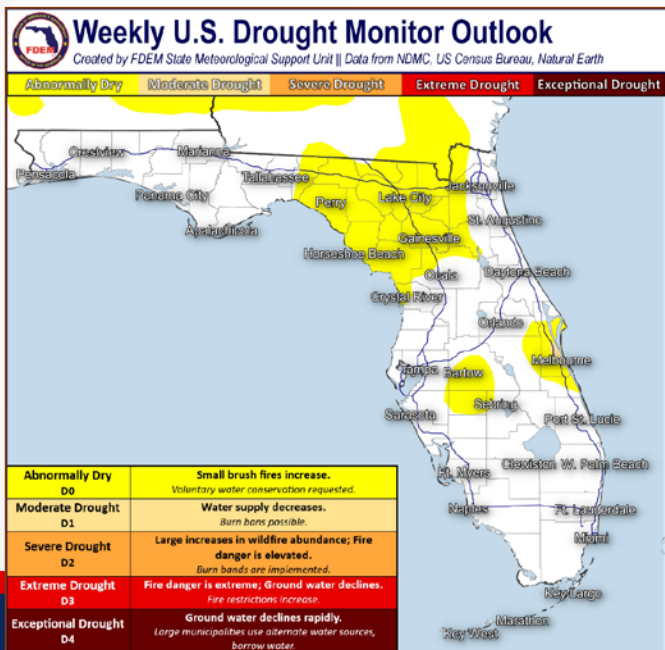 FDEM
Weekly U.S. Drought Monitor Outlook
Created by FDEM State Meteorological Support Unit || Data from NDMC, US Census Bureau, Natural Earth
Abnormally Dry Moderate Drought Severe Drought Extreme Drought Exceptional Drought
Crestview
Marianna
Pensacola
Tallahassee
Jacksonville
Panama City
Perry
Lake City
Apalachicola
St. Augustine
Gainesville
Horseshoe Beach
Ocala
Daytona Beach
Crystal River
Orlando
Melbourne
Tampa
Bartow
Sebring
Sarasota
Port St. Lucie
Ft. Myers
Clewiston
W. Palm Beach
Naples
Ft. Lauderdale
Miami
Key Largo
Marathon
Key West
Abnormally Dry
D0
Small brush fires increase.
Voluntary water conservation requested.
Moderate Drought
D1
Water supply decreases.
Burn bans possible.
Severe Drought
D2
Large increases in wildfire abundance; Fire
danger is elevated.
Burn bands are implemented.
Extreme Drought
D3
Fire danger is extreme; Ground water declines.
Fire restrictions increase.
Exceptional Drought
D4
Ground water declines rapidly.
Large municipalities use alternate water sources,
borrow water.